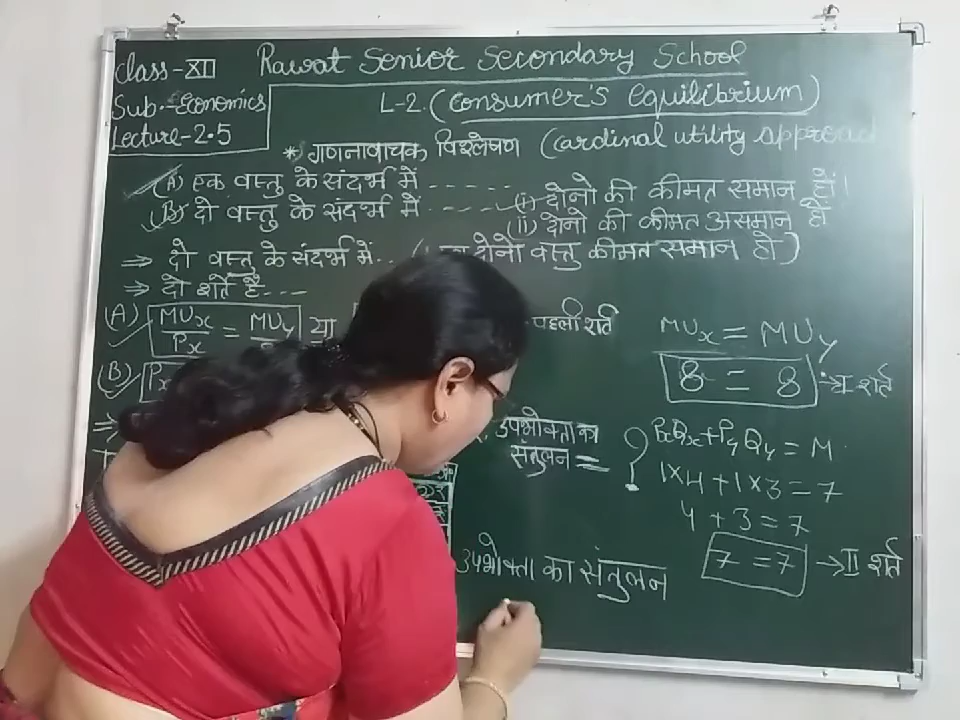 Class-XII Rawat Senior Secondary School
Sub.-Economics
Lecture-2.5
L-2 (Consumer's equilibrium)
* गणनावाचक विश्लेषण (Cardinal utility approach
(A) एक वस्तु के संदर्भ में ------
(B) दो वस्तु के संदर्भ में -----
(i) दोनो की कीमत समान हों।
(ii) दोनो की कीमत असमान हों
⇒ दो वस्तु के संदर्भ में.. दोनो वस्तु कीमत समान हो)
⇒ दो शर्ते है....
(A) MUx/Px = MUy या
पहली शर्त
(B) Px
उपभोक्ता का
संतुलन =
?
MUx = MUy
8 = 8 → I शर्त
PxQx+PyQy = M
1×4+1×3=7
4+3=7
7=7 → II शर्त
उपभोक्ता का संतुलन